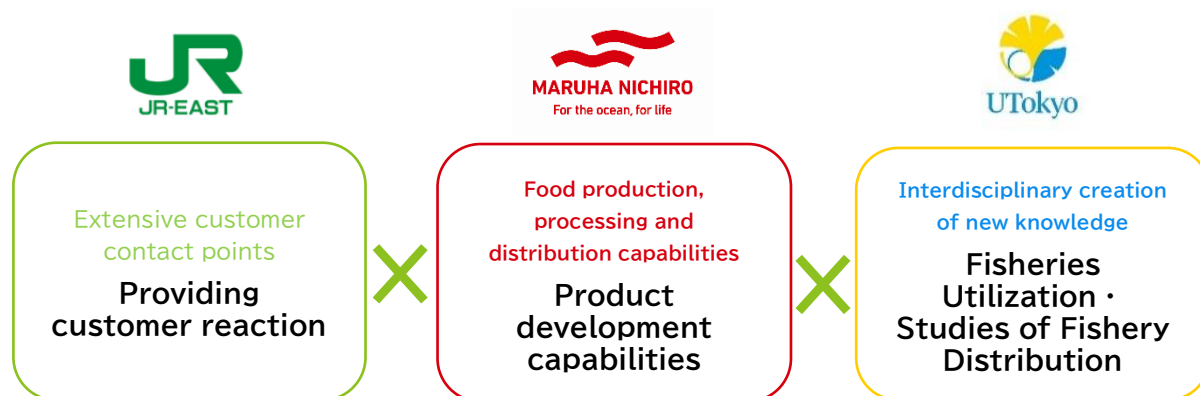 JR
JR-EAST
MARUHA NICHIRO
For the ocean, for life
UTokyo
Extensive customer
contact points
Providing
customer reaction
Food production,
processing and
distribution capabilities
Product
development
capabilities
Interdisciplinary creation
of new knowledge
Fisheries
Utilization・
Studies of Fishery
Distribution